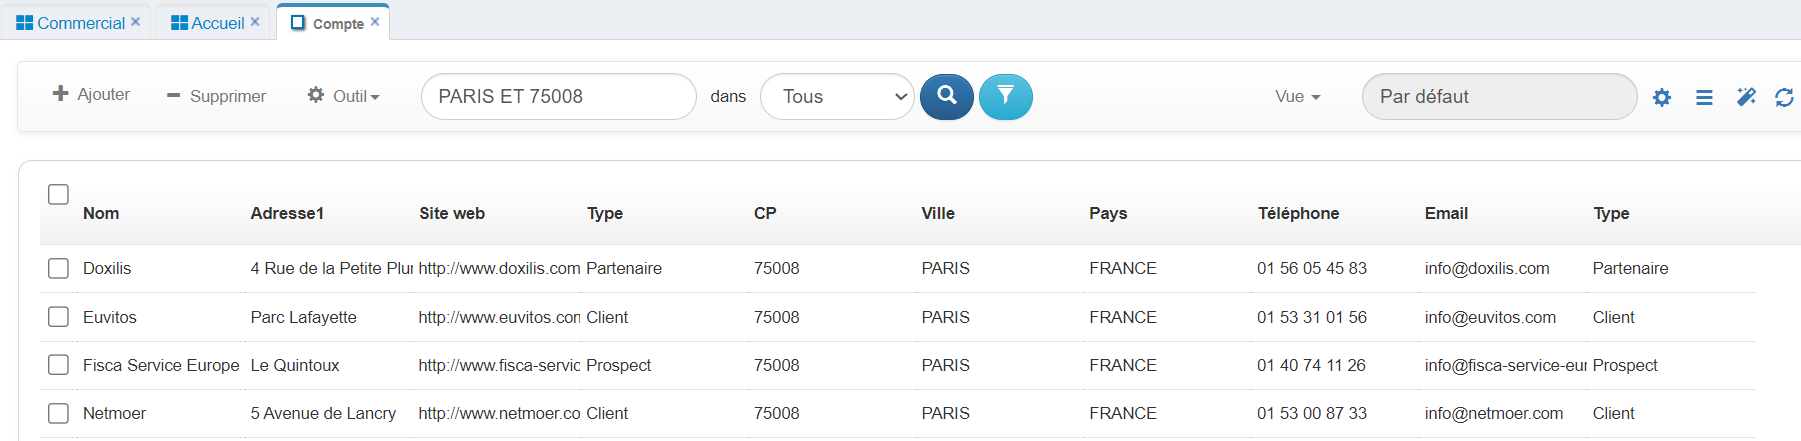 Commercial × Accueil × Compte ×
Ajouter Supprimer Outil PARIS ET 75008 dans Tous Vue Par défaut
Nom Adresse1 Site web Type CP Ville Pays Téléphone Email Type
Doxilis 4 Rue de la Petite Plur http://www.doxilis.com Partenaire 75008 PARIS FRANCE 01 56 05 45 83 info@doxilis.com Partenaire
Euvitos Parc Lafayette http://www.euvitos.con Client 75008 PARIS FRANCE 01 53 31 01 56 info@euvitos.com Client
Fisca Service Europe Le Quintoux http://www.fisca-servic Prospect 75008 PARIS FRANCE 01 40 74 11 26 info@fisca-service-eur Prospect
Netmoer 5 Avenue de Lancry http://www.netmoer.co Client 75008 PARIS FRANCE 01 53 00 87 33 info@netmoer.com Client